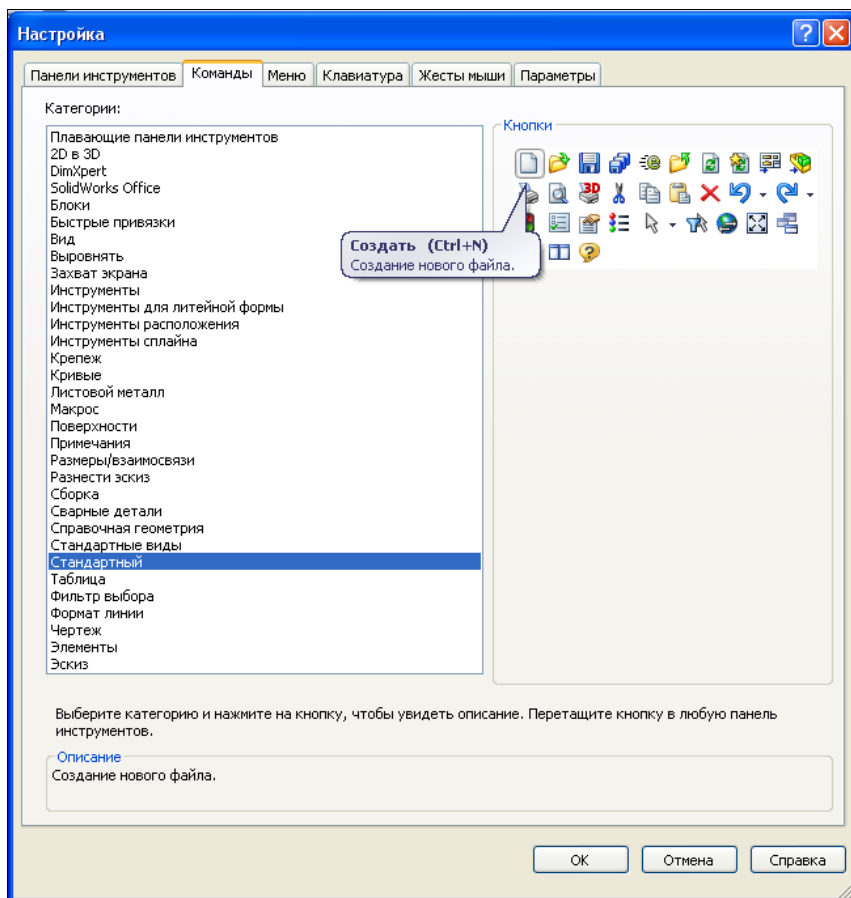 Настройка
Панели инструментов Команды Меню Клавиатура Жесты мыши Параметры
Категории:
Кнопки
Плавающие панели инструментов
2D в 3D
DimXpert
SolidWorks Office
Блоки
Быстрые привязки
Вид
Выровнять
Захват экрана
Инструменты
Инструменты для литейной формы
Инструменты расположения
Инструменты сплайна
Крепеж
Кривые
Листовой металл
Макрос
Поверхности
Примечания
Размеры/взаимосвязи
Разнести эскиз
Сборка
Сварные детали
Справочная геометрия
Стандартные виды
Стандартный
Таблица
Фильтр выбора
Формат линии
Чертеж
Элементы
Эскиз
3D
Создать (Ctrl+N)
Создание нового файла.
Выберите категорию и нажмите на кнопку, чтобы увидеть описание. Перетащите кнопку в любую панель
инструментов.
Описание
Создание нового файла.
ОК Отмена Справка